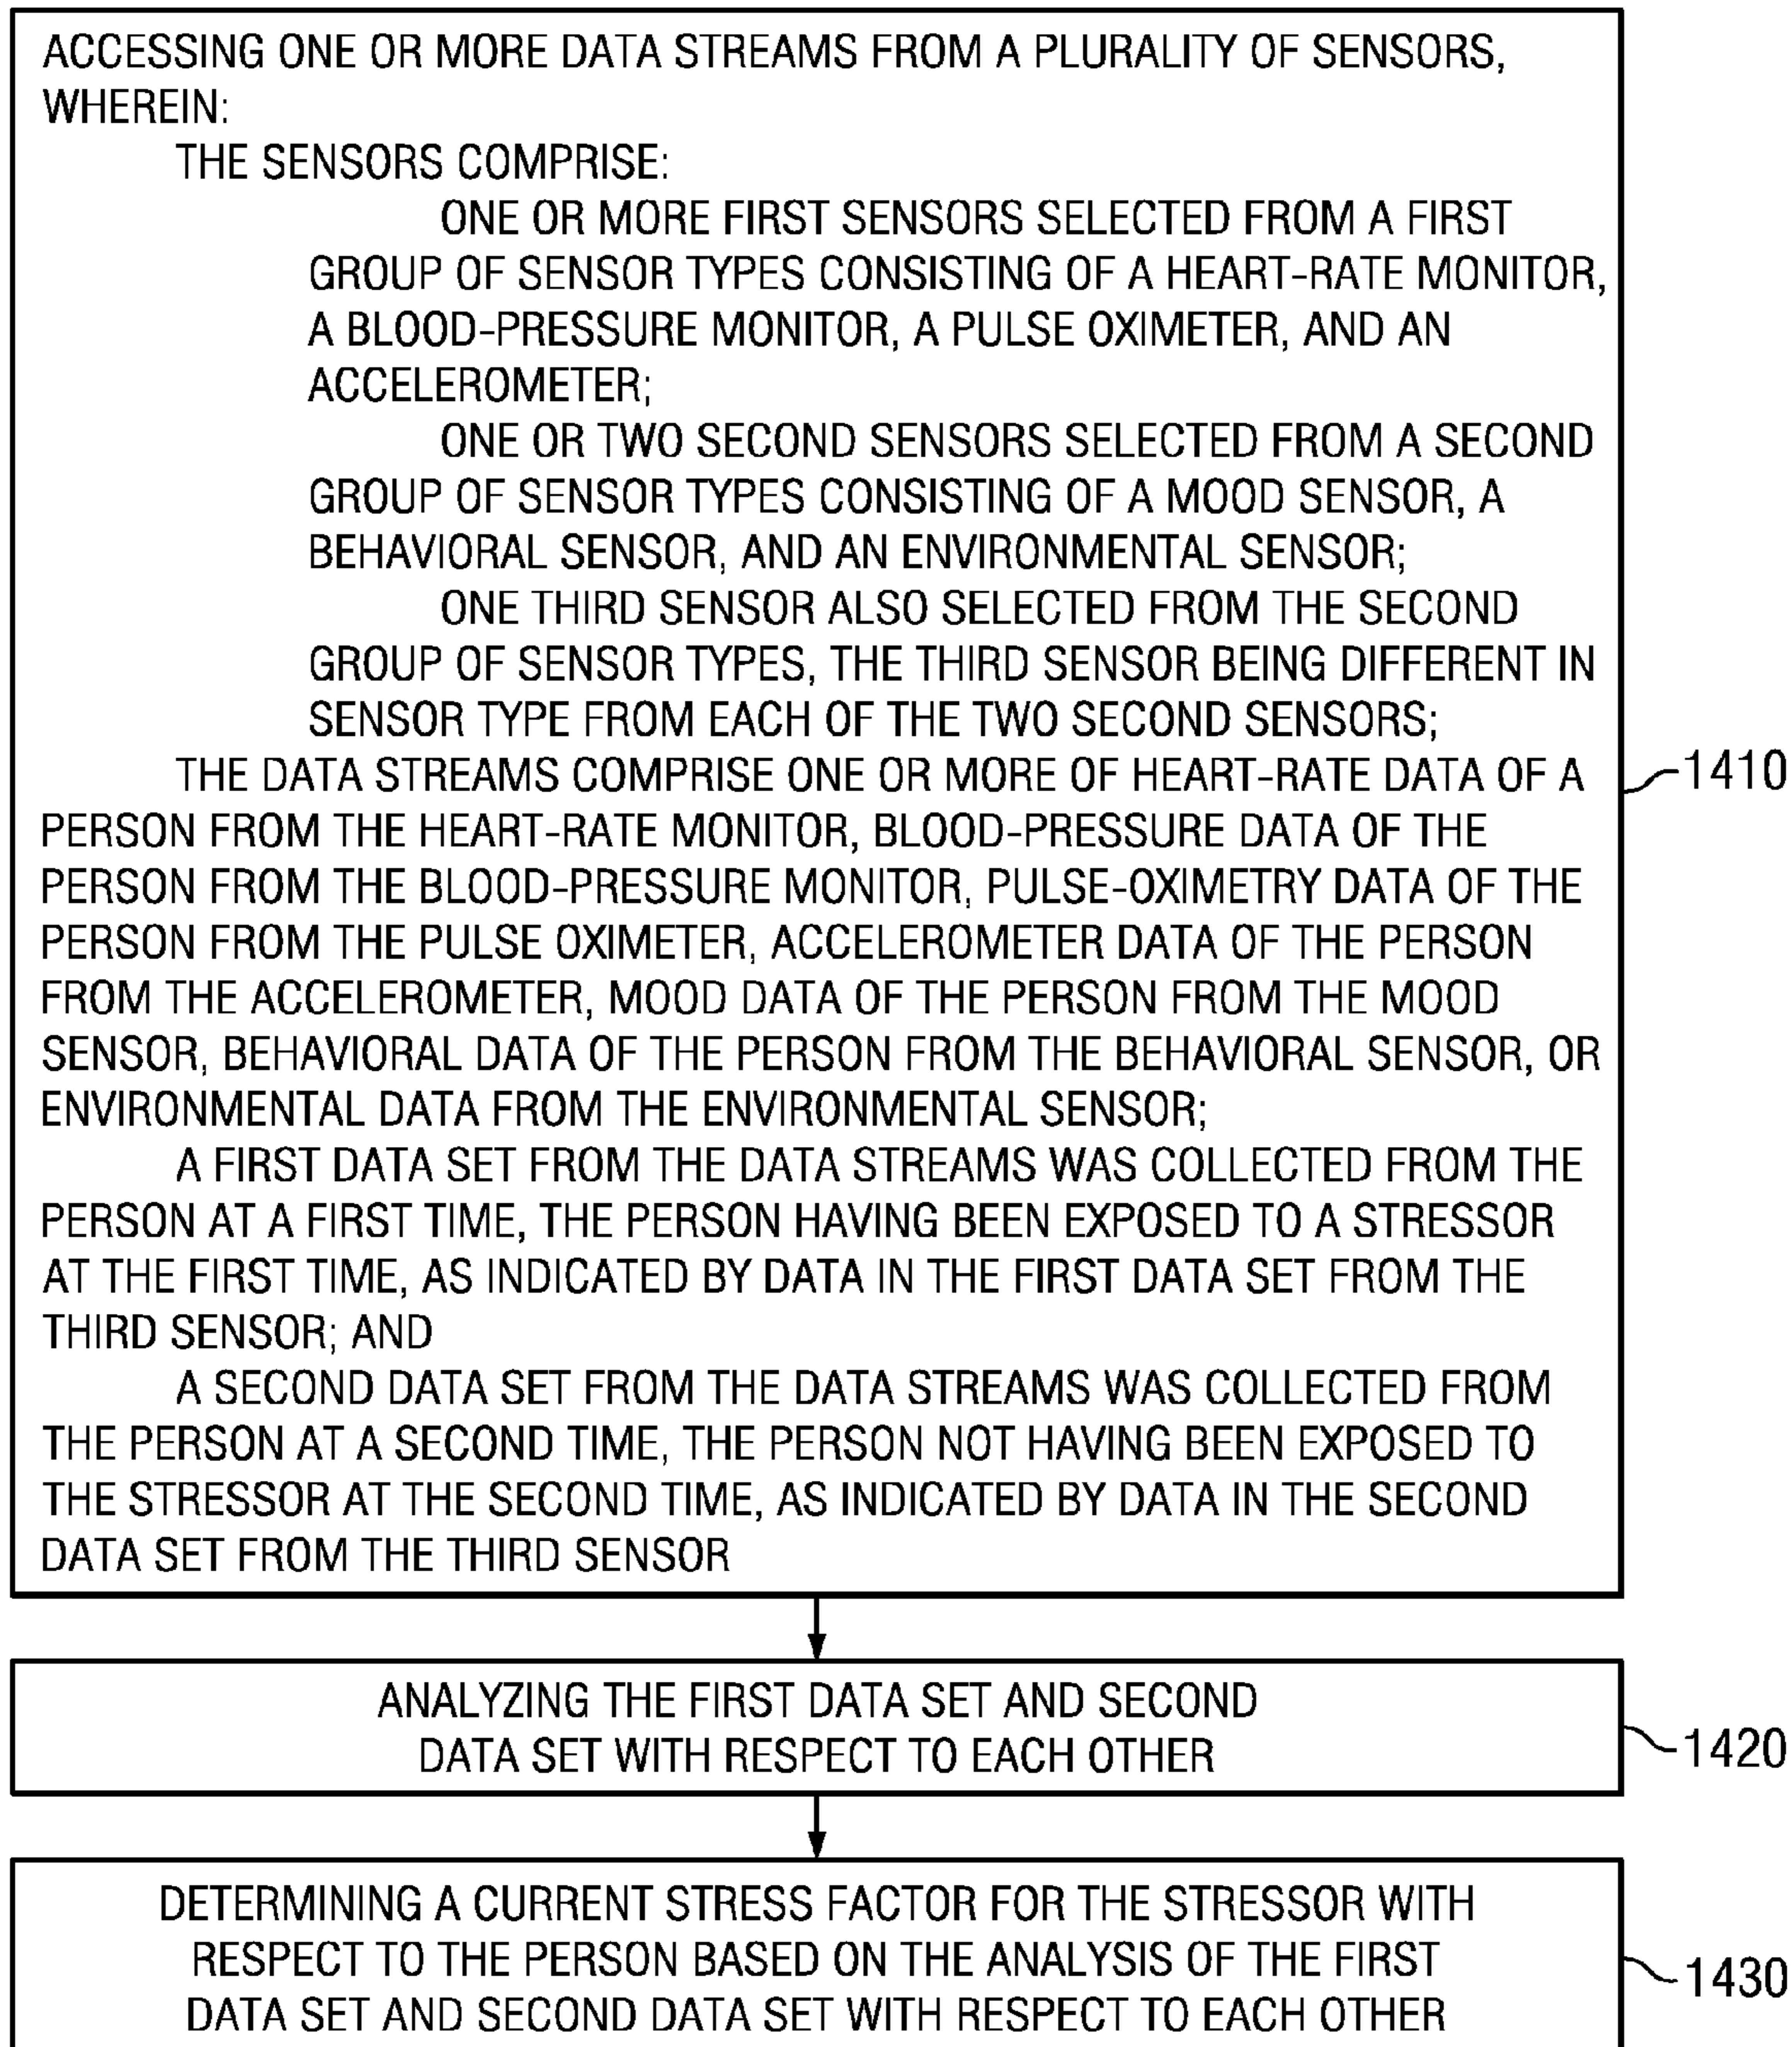 ACCESSING ONE OR MORE DATA STREAMS FROM A PLURALITY OF SENSORS,
WHEREIN:
THE SENSORS COMPRISE:
ONE OR MORE FIRST SENSORS SELECTED FROM A FIRST
GROUP OF SENSOR TYPES CONSISTING OF A HEART-RATE MONITOR,
A BLOOD-PRESSURE MONITOR, A PULSE OXIMETER, AND AN
ACCELEROMETER;
ONE OR TWO SECOND SENSORS SELECTED FROM A SECOND
GROUP OF SENSOR TYPES CONSISTING OF A MOOD SENSOR, A
BEHAVIORAL SENSOR, AND AN ENVIRONMENTAL SENSOR;
ONE THIRD SENSOR ALSO SELECTED FROM THE SECOND
GROUP OF SENSOR TYPES, THE THIRD SENSOR BEING DIFFERENT IN
SENSOR TYPE FROM EACH OF THE TWO SECOND SENSORS;
THE DATA STREAMS COMPRISE ONE OR MORE OF HEART-RATE DATA OF A
PERSON FROM THE HEART-RATE MONITOR, BLOOD-PRESSURE DATA OF THE
PERSON FROM THE BLOOD-PRESSURE MONITOR, PULSE-OXIMETRY DATA OF THE
PERSON FROM THE PULSE OXIMETER, ACCELEROMETER DATA OF THE PERSON
FROM THE ACCELEROMETER, MOOD DATA OF THE PERSON FROM THE MOOD
SENSOR, BEHAVIORAL DATA OF THE PERSON FROM THE BEHAVIORAL SENSOR, OR
ENVIRONMENTAL DATA FROM THE ENVIRONMENTAL SENSOR;
A FIRST DATA SET FROM THE DATA STREAMS WAS COLLECTED FROM THE
PERSON AT A FIRST TIME, THE PERSON HAVING BEEN EXPOSED TO A STRESSOR
AT THE FIRST TIME, AS INDICATED BY DATA IN THE FIRST DATA SET FROM THE
THIRD SENSOR; AND
A SECOND DATA SET FROM THE DATA STREAMS WAS COLLECTED FROM
THE PERSON AT A SECOND TIME, THE PERSON NOT HAVING BEEN EXPOSED TO
THE STRESSOR AT THE SECOND TIME, AS INDICATED BY DATA IN THE SECOND
DATA SET FROM THE THIRD SENSOR
1410
ANALYZING THE FIRST DATA SET AND SECOND
DATA SET WITH RESPECT TO EACH OTHER
1420
DETERMINING A CURRENT STRESS FACTOR FOR THE STRESSOR WITH
RESPECT TO THE PERSON BASED ON THE ANALYSIS OF THE FIRST
DATA SET AND SECOND DATA SET WITH RESPECT TO EACH OTHER
1430